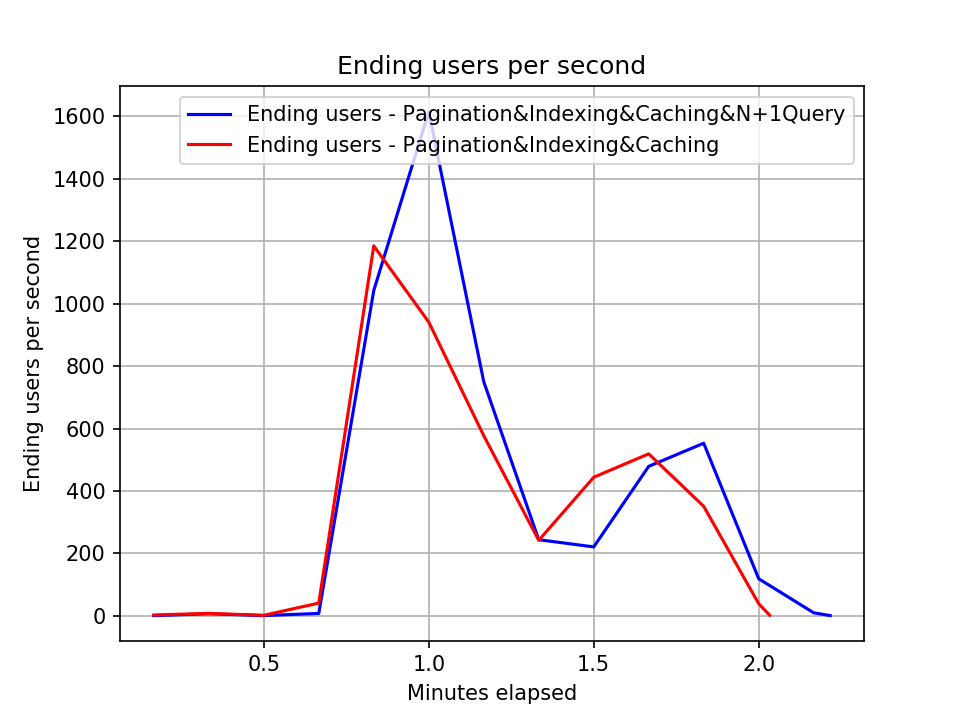 Ending users per second
Ending users - Pagination&Indexing&Caching&N+1Query
Ending users - Pagination&Indexing&Caching
Ending users per second
1600
1400
1200
1000
800
600
400
200
0
0.5 1.0 1.5 2.0
Minutes elapsed